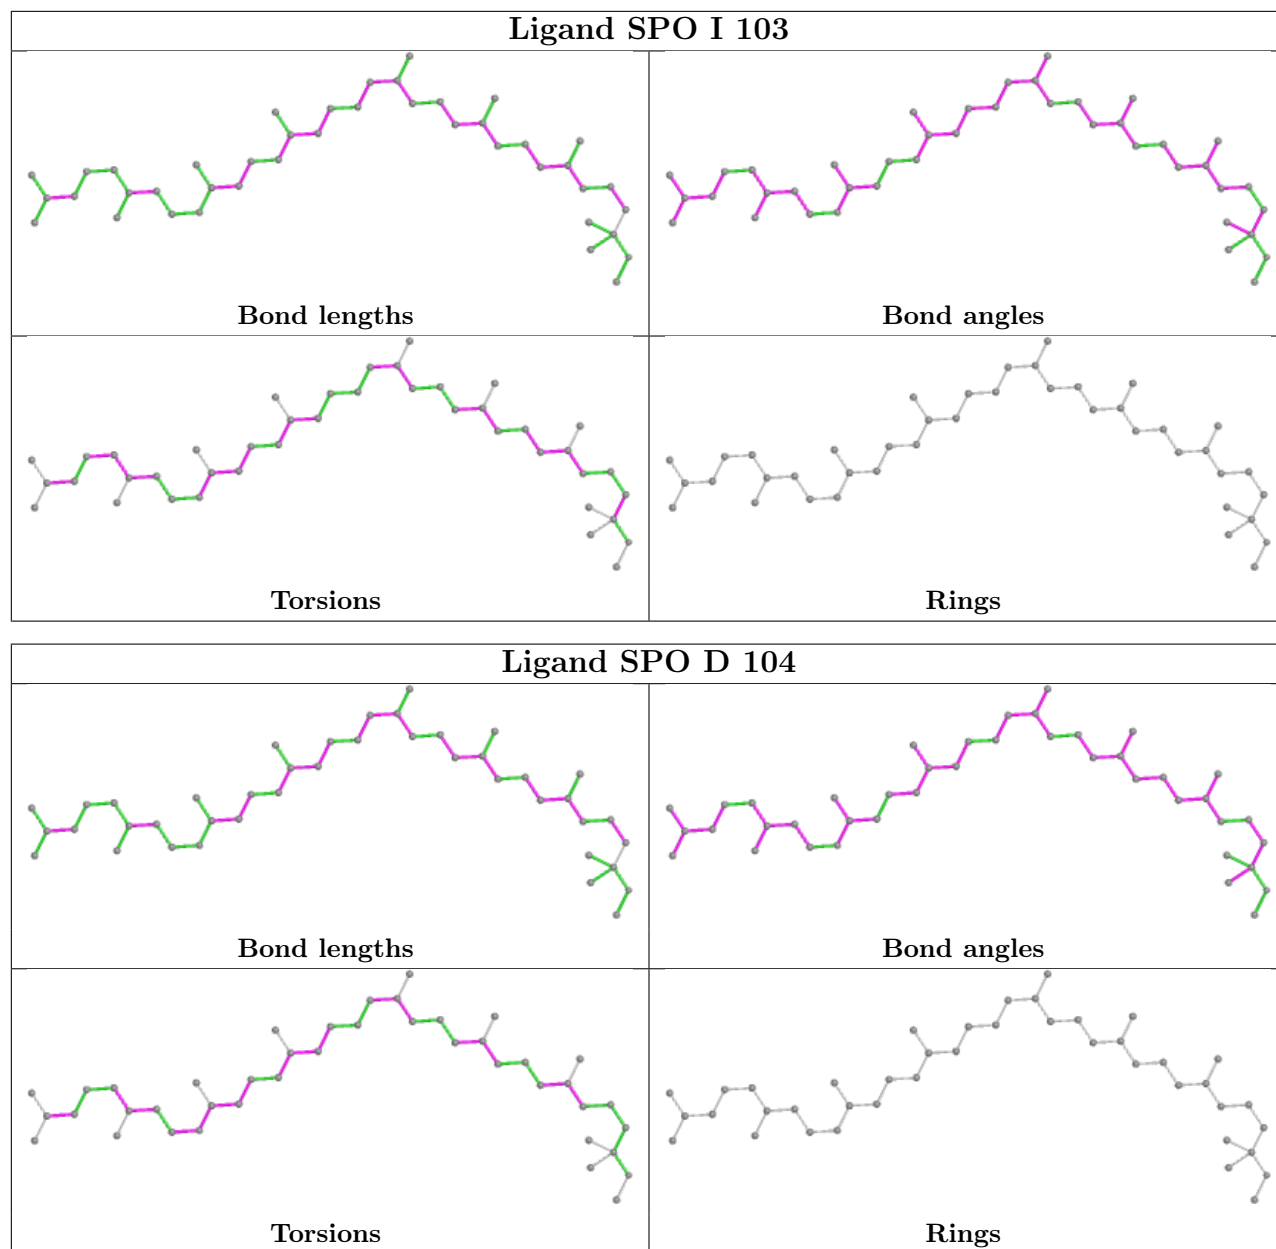 Ligand SPO I 103
Bond lengths
Bond angles
Torsions
Rings
Ligand SPO D 104
Bond lengths
Bond angles
Torsions
Rings